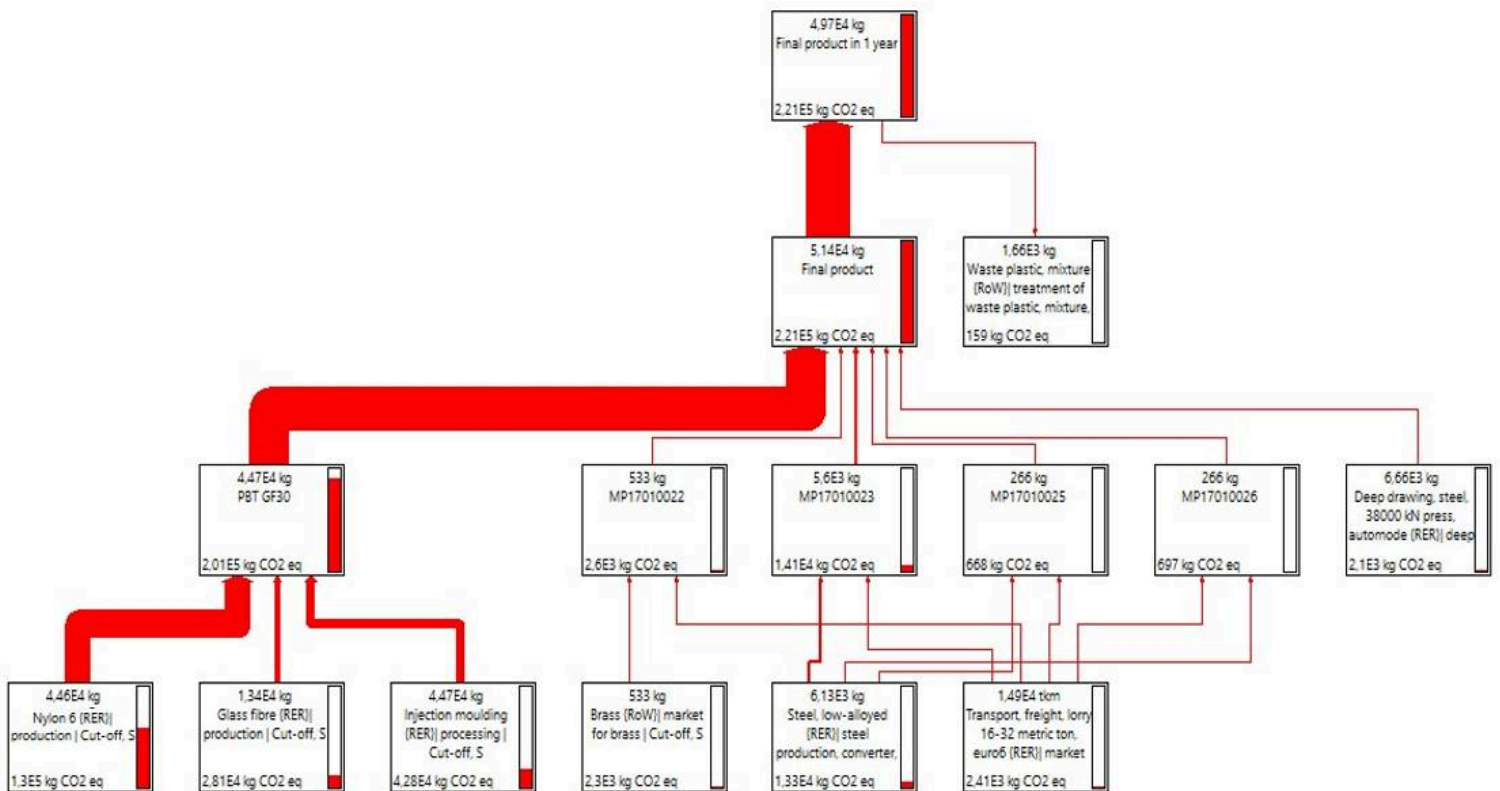 4,97E4 kg
Final product in 1 year
2,21E5 kg CO2 eq
5,14E4 kg
Final product
2,21E5 kg CO2 eq
1,66E3 kg
Waste plastic, mixture
{RoW}| treatment of
waste plastic, mixture,
159 kg CO2 eq
4,47E4 kg
PBT GF30
2,01E5 kg CO2 eq
533 kg
MP17010022
2,6E3 kg CO2 eq
5,6E3 kg
MP17010023
1,41E4 kg CO2 eq
266 kg
MP17010025
668 kg CO2 eq
266 kg
MP17010026
697 kg CO2 eq
6,66E3 kg
Deep drawing, steel,
38000 kN press,
automode {RER}| deep
2,1E3 kg CO2 eq
4,46E4 kg
Nylon 6 {RER}|
production | Cut-off, S
1,3E5 kg CO2 eq
1,34E4 kg
Glass fibre {RER}|
production | Cut-off, S
2,81E4 kg CO2 eq
4,47E4 kg
Injection moulding
{RER}| processing |
Cut-off, S
4,28E4 kg CO2 eq
533 kg
Brass {RoW}| market
for brass | Cut-off, S
2,3E3 kg CO2 eq
6,13E3 kg
Steel, low-alloyed
{RER}| steel
production, converter,
1,33E4 kg CO2 eq
1,49E4 tkm
Transport, freight, lorry
16-32 metric ton,
euro6 {RER}| market
2,41E3 kg CO2 eq